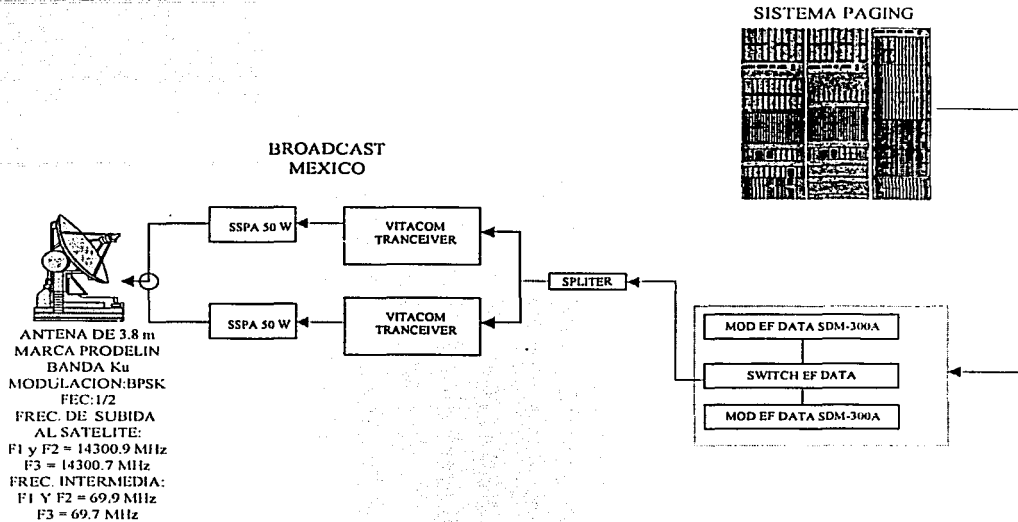 SISTEMA PAGING
BROADCAST
MEXICO
SSPA 50 W
VITACOM
TRANCEIVER
SPLITER
SSPA 50 W
VITACOM
TRANCEIVER
MOD EF DATA SDM-300A
SWITCH EF DATA
MOD EF DATA SDM-300A
ANTENA DE 3.8 m
MARCA PRODELIN
BANDA Ku
MODULACION:BPSK
FEC:1/2
FREC. DE SUBIDA
AL SATELITE:
F1 y F2 = 14300.9 MHz
F3 = 14300.7 MHz
FREC. INTERMEDIA:
F1 Y F2 = 69.9 MHz
F3 = 69.7 MHz